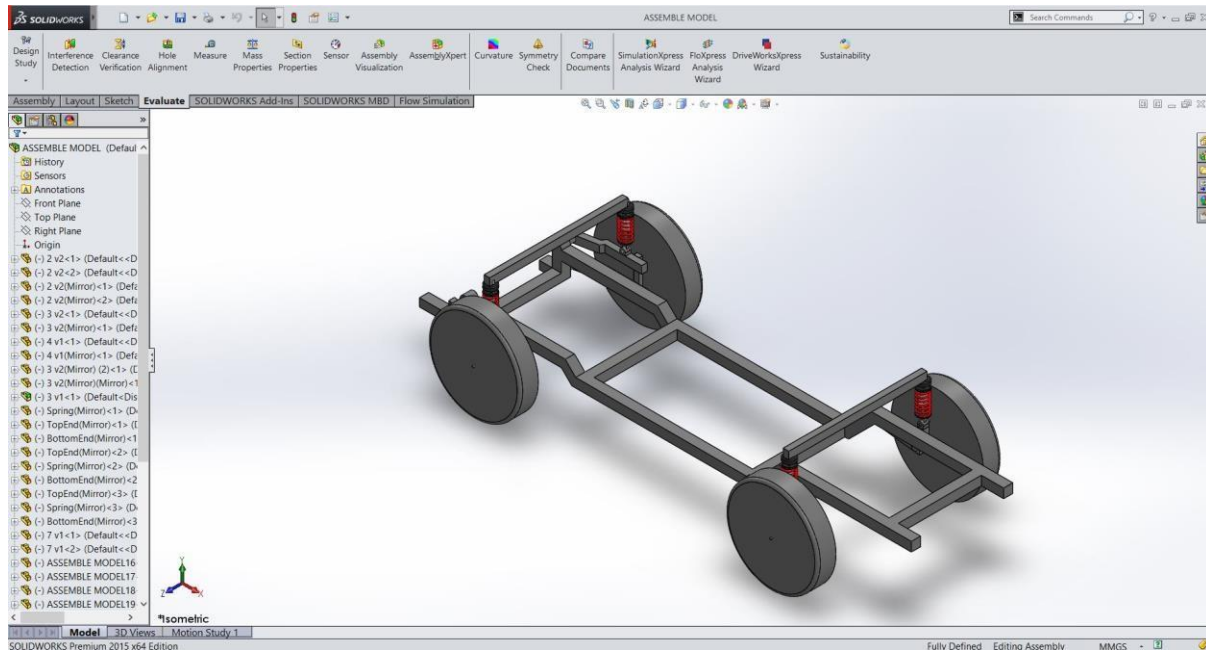 SOLIDWORKS
ASSEMBLE MODEL
Search Commands
Design Study
Interference Detection
Clearance Verification
Hole Alignment
Measure
Mass Properties
Section Properties
Sensor
Assembly Visualization
AssemblyXpert
Curvature
Symmetry Check
Compare Documents
SimulationXpress Analysis Wizard
FloXpress Analysis Wizard
DriveWorksXpress Wizard
Sustainability
Assembly
Layout
Sketch
Evaluate
SOLIDWORKS Add-Ins
SOLIDWORKS MBD
Flow Simulation
ASSEMBLE MODEL (Defaul
History
Sensors
Annotations
Front Plane
Top Plane
Right Plane
Origin
(-) 2 v2<1> (Default<<D
(-) 2 v2<2> (Default<<D
(-) 2 v2(Mirror)<1> (Defa
(-) 2 v2(Mirror)<2> (Defa
(-) 3 v2<1> (Default<<D
(-) 3 v2(Mirror)<1> (Defa
(-) 4 v1<1> (Default<<D
(-) 4 v1(Mirror)<1> (Defa
(-) 3 v2(Mirror) (2)<1> (D
(-) 3 v2(Mirror)(Mirror)<1
(-) 3 v1<1> (Default<Dis
(-) Spring(Mirror)<1> (D
(-) TopEnd(Mirror)<1> (D
(-) BottomEnd(Mirror)<1
(-) TopEnd(Mirror)<2> (D
(-) Spring(Mirror)<2> (D
(-) BottomEnd(Mirror)<2
(-) TopEnd(Mirror)<3> (D
(-) Spring(Mirror)<3> (D
(-) BottomEnd(Mirror)<3
(-) 7 v1<1> (Default<<D
(-) 7 v1<2> (Default<<D
(-) ASSEMBLE MODEL16
(-) ASSEMBLE MODEL17
(-) ASSEMBLE MODEL18
(-) ASSEMBLE MODEL19
Y
Z
X
*Isometric
Model
3D Views
Motion Study 1
SOLIDWORKS Premium 2015 x64 Edition
Fully Defined
Editing Assembly
MMGS